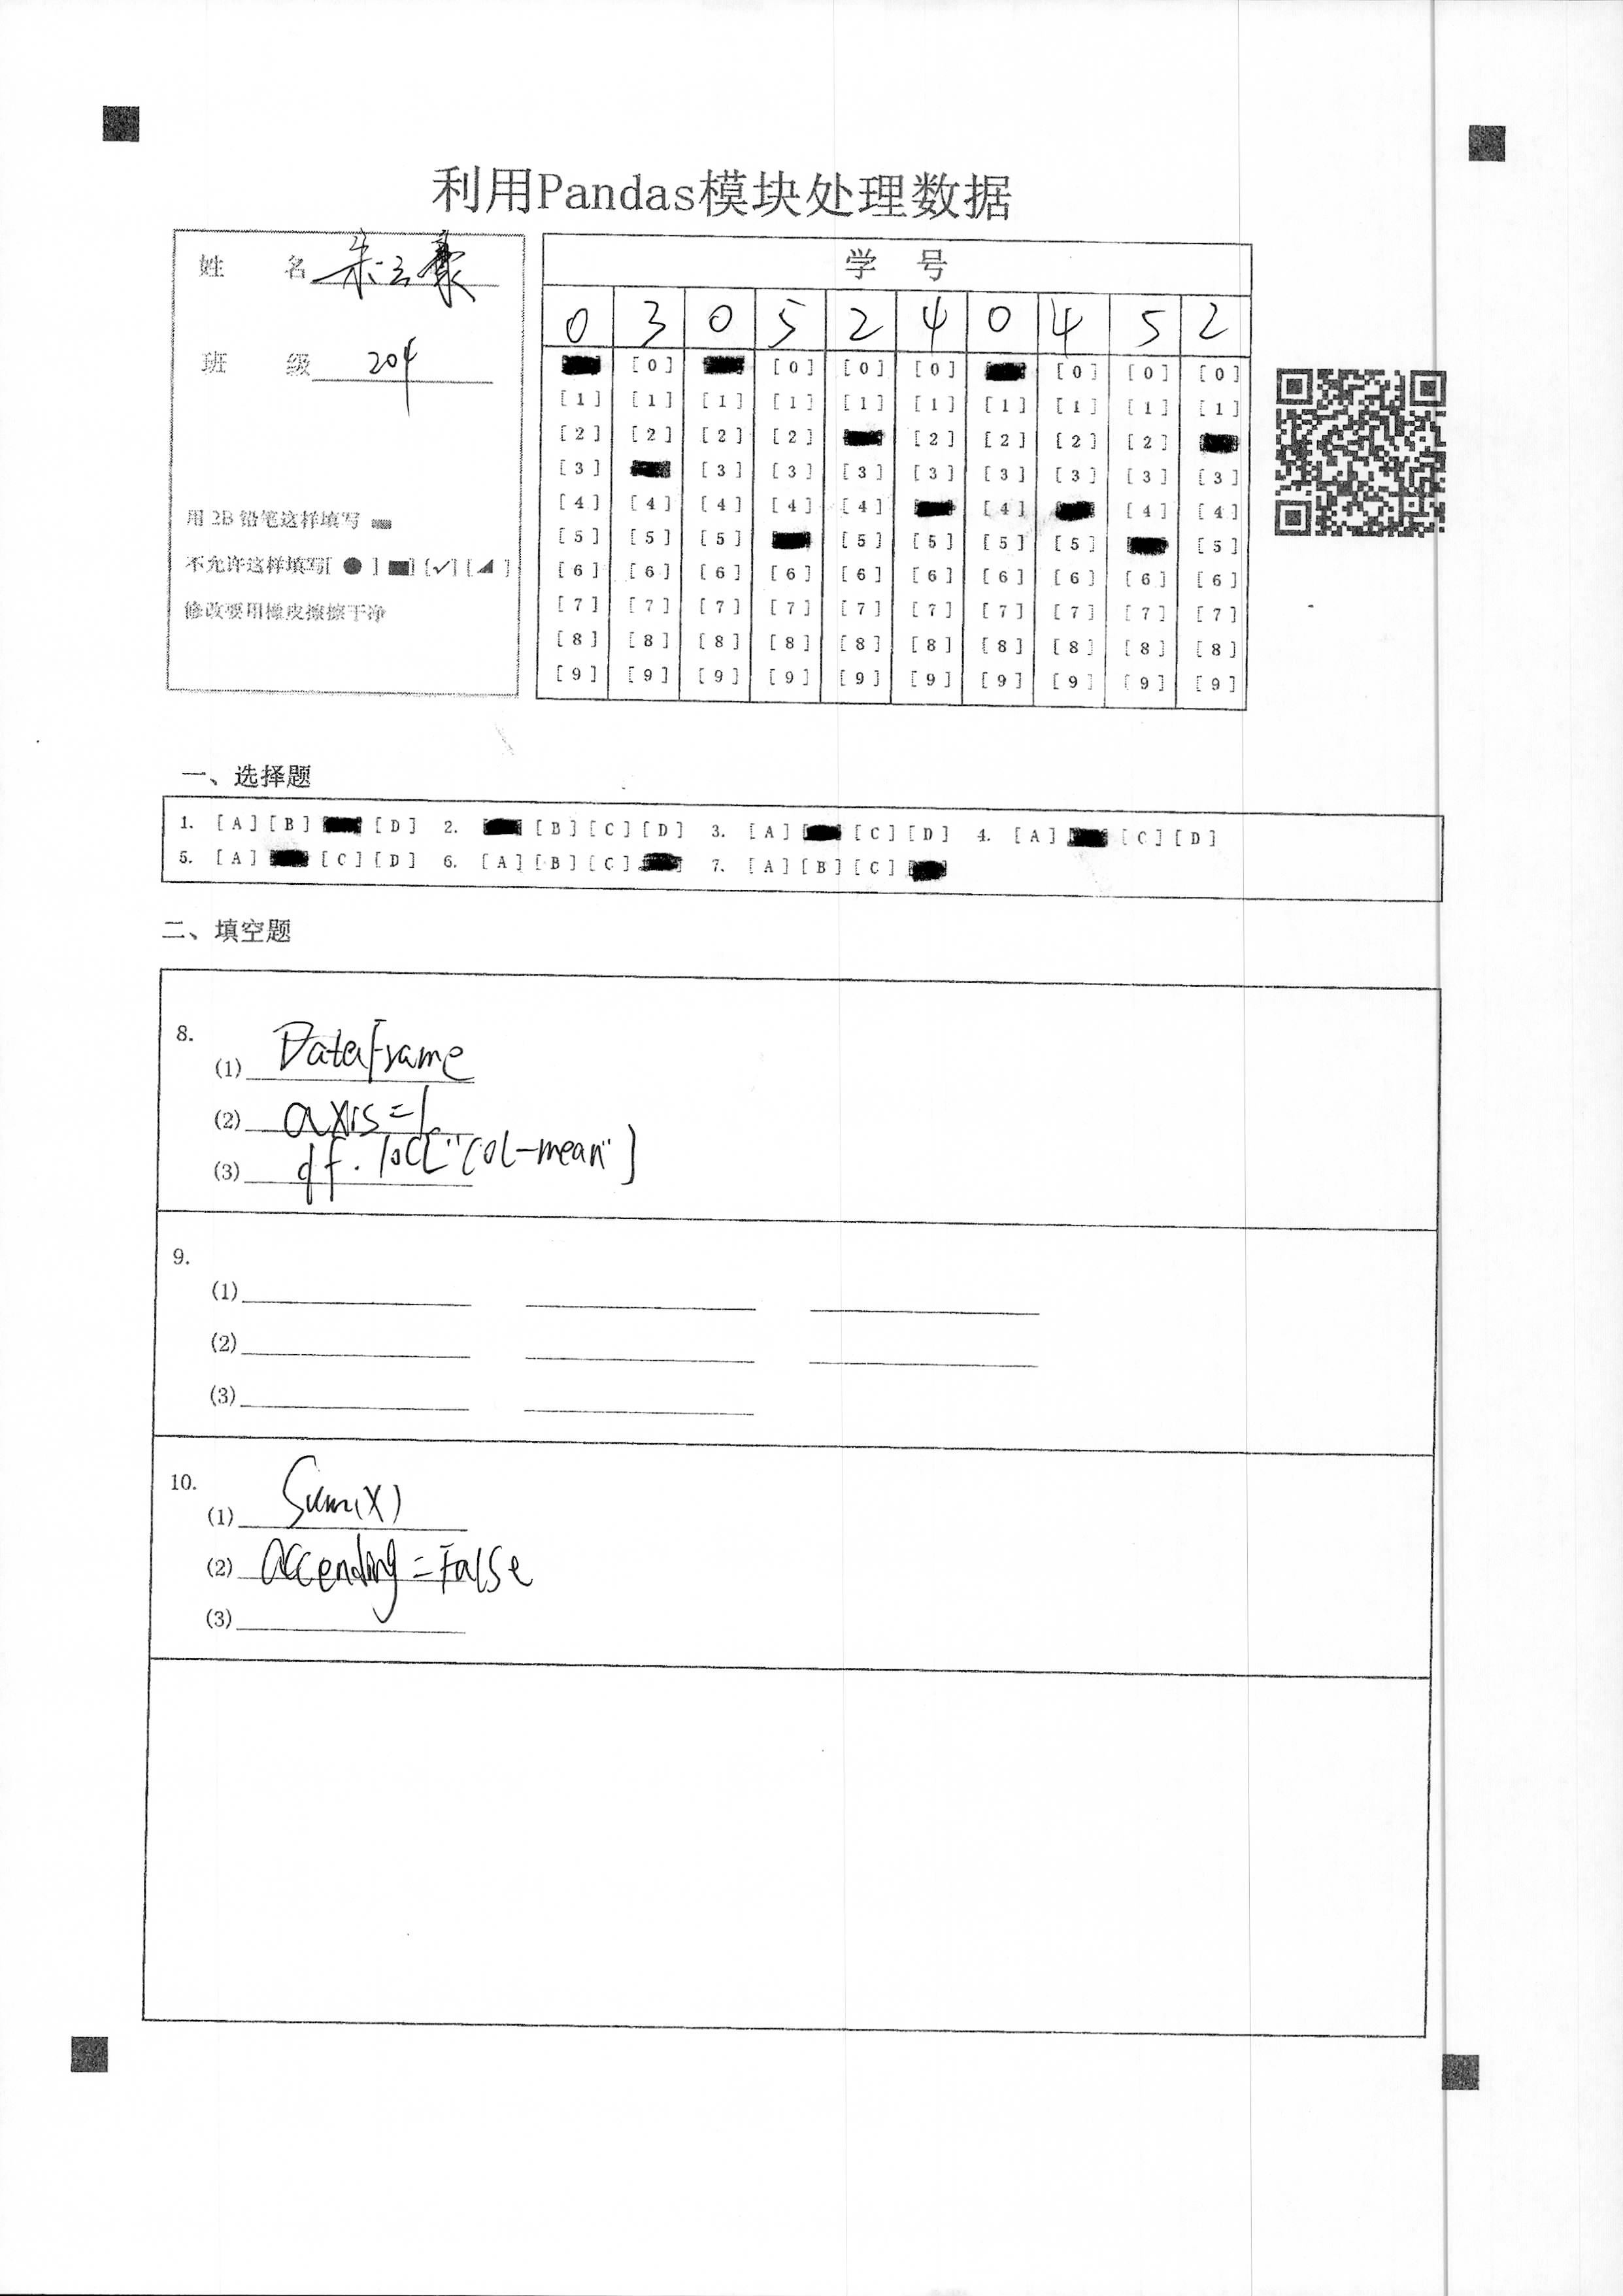 利用Pandas模块处理数据
姓 名 朱云豪
班 级 204
用 2B 铅笔这样填写
不允许这样填写[ ● ] ■] [✓] [◢ ]
修改要用橡皮擦擦干净
学 号
0 3 0 5 2 4 0 4 5 2
[0] [0] [0] [0] [0] [0] [0]
[1] [1] [1] [1] [1] [1] [1] [1] [1] [1]
[2] [2] [2] [2] [2] [2] [2] [2]
[3] [3] [3] [3] [3] [3] [3] [3] [3]
[4] [4] [4] [4] [4] [4] [4] [4]
[5] [5] [5] [5] [5] [5] [5] [5]
[6] [6] [6] [6] [6] [6] [6] [6] [6] [6]
[7] [7] [7] [7] [7] [7] [7] [7] [7] [7]
[8] [8] [8] [8] [8] [8] [8] [8] [8] [8]
[9] [9] [9] [9] [9] [9] [9] [9] [9] [9]
一、选择题
1. [A] [B] [D] 2. [B] [C] [D] 3. [A] [C] [D] 4. [A] [C] [D]
5. [A] [C] [D] 6. [A] [B] [C] 7. [A] [B] [C]
二、填空题
8.
(1) DataFrame
(2) axis=1
(3) df.loc["col-mean"]
9.
(1)
(2)
(3)
10.
(1) Sum(x)
(2) accending=False
(3)